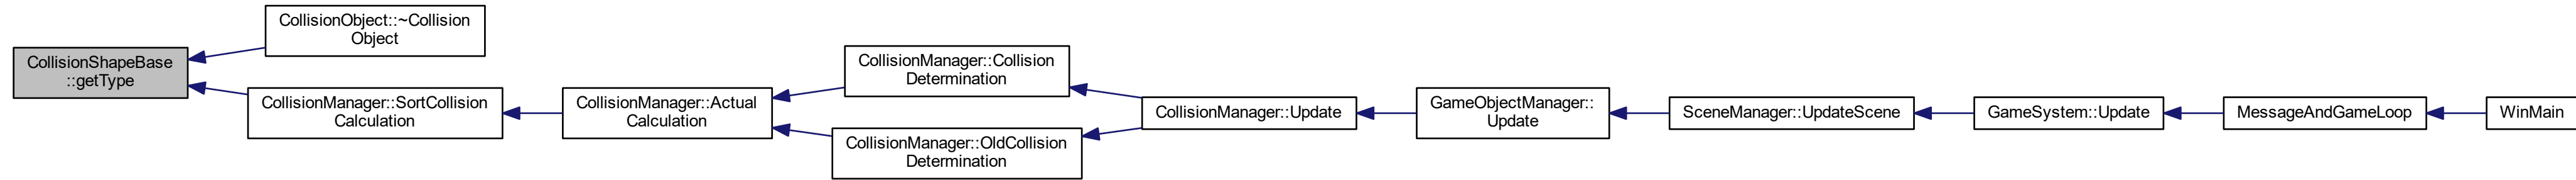 CollisionShapeBase
::getType
CollisionObject::~Collision
Object
CollisionManager::SortCollision
Calculation
CollisionManager::Actual
Calculation
CollisionManager::Collision
Determination
CollisionManager::OldCollision
Determination
CollisionManager::Update
GameObjectManager::
Update
SceneManager::UpdateScene
GameSystem::Update
MessageAndGameLoop
WinMain